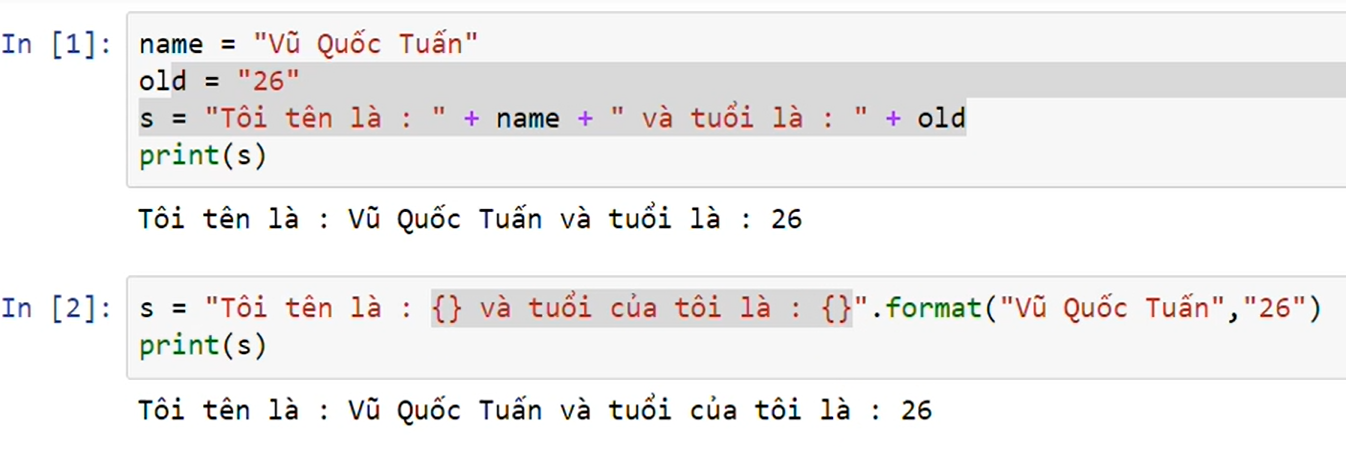 In [1]: name = "Vũ Quốc Tuấn"
old = "26"
s = "Tôi tên là : " + name + " và tuổi là : " + old
print(s)
Tôi tên là : Vũ Quốc Tuấn và tuổi là : 26
In [2]: s = "Tôi tên là : {} và tuổi của tôi là : {}".format("Vũ Quốc Tuấn","26")
print(s)
Tôi tên là : Vũ Quốc Tuấn và tuổi của tôi là : 26